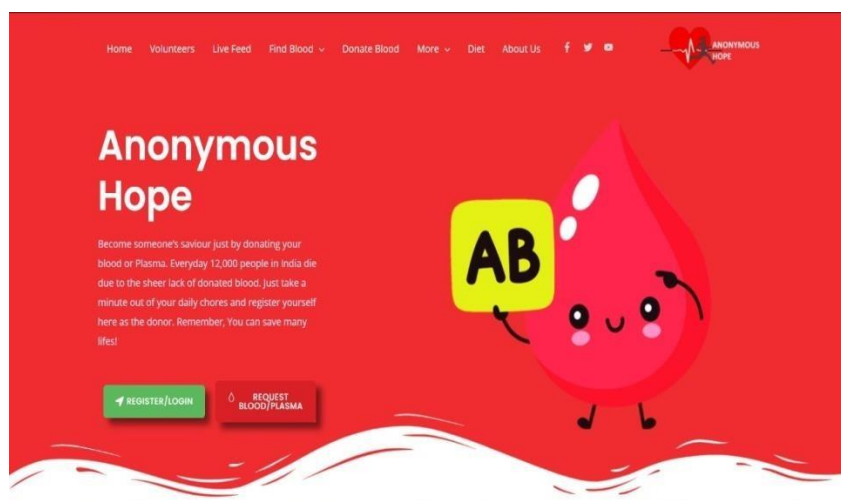 Home Volunteers Live Feed Find Blood Donate Blood More Diet About Us
ANONYMOUS
HOPE
Anonymous
Hope
Become someone's saviour just by donating your
blood or Plasma. Everyday 12,000 people in India die
due to the sheer lack of donated blood. Just take a
minute out of your daily chores and register yourself
here as the donor. Remember, You can save many
lifes!
AB
REGISTER/LOGIN
REQUEST
BLOOD/PLASMA